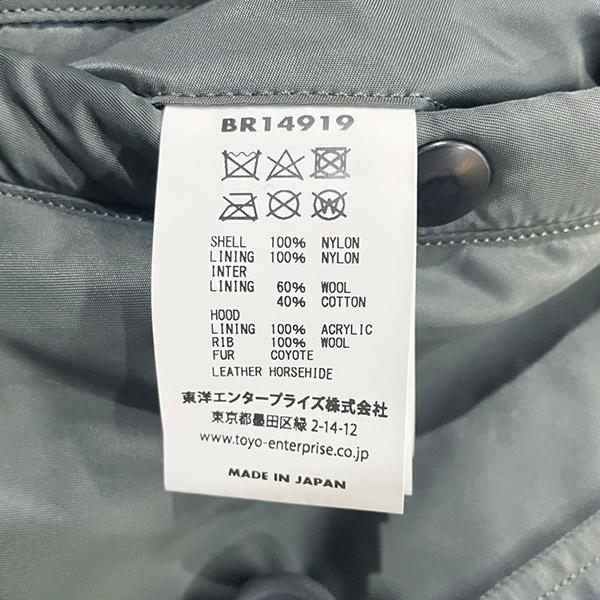 BR14919
SHELL 100% NYLON
LINING 100% NYLON
INTER
LINING 60% WOOL
40% COTTON
HOOD
LINING 100% ACRYLIC
RIB 100% WOOL
FUR COYOTE
LEATHER HORSEHIDE
東洋エンタープライズ株式会社
東京都墨田区緑 2-14-12
www.toyo-enterprise.co.jp
MADE IN JAPAN